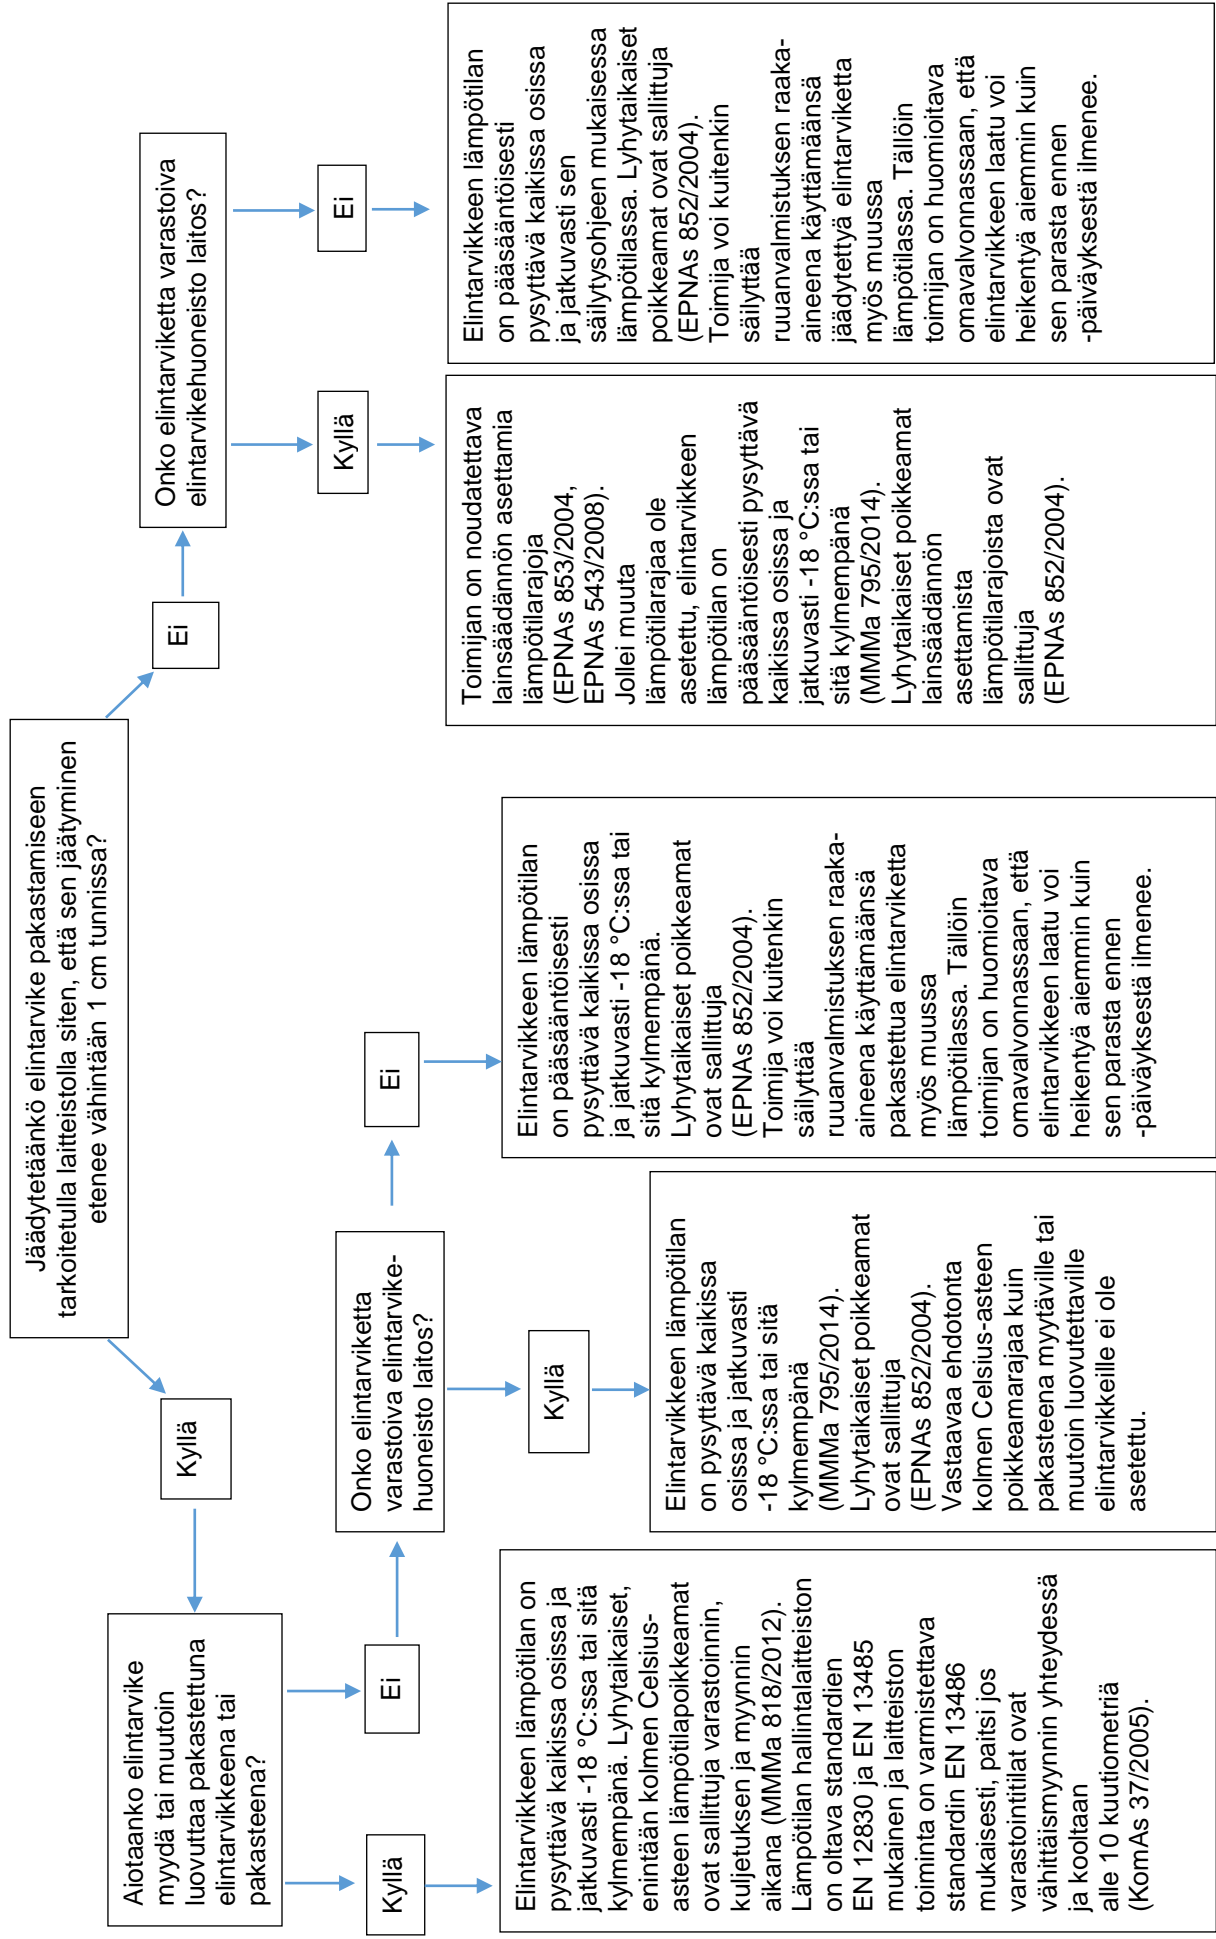 Jäädytetäänkö elintarvike pakastamiseen
tarkoitetulla laitteistolla siten, että sen jäätyminen
etenee vähintään 1 cm tunnissa?
Kyllä
Ei
Aiotaanko elintarvike
myydä tai muutoin
luovuttaa pakastettuna
elintarvikkeena tai
pakasteena?
Onko elintarviketta varastoiva
elintarvikehuoneisto laitos?
Kyllä
Ei
Onko elintarviketta
varastoiva elintarvike-
huoneisto laitos?
Kyllä
Ei
Kyllä
Ei
Elintarvikkeen lämpötilan on
pysyttävä kaikissa osissa ja
jatkuvasti -18 °C:ssa tai sitä
kylmempänä. Lyhytaikaiset,
enintään kolmen Celsius-
asteen lämpötilapoikkeamat
ovat sallittuja varastoinnin,
kuljetuksen ja myynnin
aikana (MMMa 818/2012).
Lämpötilan hallintalaitteiston
on oltava standardien
EN 12830 ja EN 13485
mukainen ja laitteiston
toiminta on varmistettava
standardin EN 13486
mukaisesti, paitsi jos
varastointitilat ovat
vähittäismyynnin yhteydessä
ja kooltaan
alle 10 kuutiometriä
(KomAs 37/2005).
Elintarvikkeen lämpötilan
on pysyttävä kaikissa
osissa ja jatkuvasti
-18 °C:ssa tai sitä
kylmempänä
(MMMa 795/2014).
Lyhytaikaiset poikkeamat
ovat sallittuja
(EPNAs 852/2004).
Vastaavaa ehdotonta
kolmen Celsius-asteen
poikkeamarajaa kuin
pakasteena myytäville tai
muutoin luovutettaville
elintarvikkeille ei ole
asetettu.
Elintarvikkeen lämpötilan
on pääsääntöisesti
pysyttävä kaikissa osissa
ja jatkuvasti -18 °C:ssa tai
sitä kylmempänä.
Lyhytaikaiset poikkeamat
ovat sallittuja
(EPNAs 852/2004).
Toimija voi kuitenkin
säilyttää
ruuanvalmistuksen raaka-
aineena käyttämäänsä
pakastettua elintarviketta
myös muussa
lämpötilassa. Tällöin
toimijan on huomioitava
omavalvonnassaan, että
elintarvikkeen laatu voi
heikentyä aiemmin kuin
sen parasta ennen
-päiväyksestä ilmenee.
Toimijan on noudatettava
lainsäädännön asettamia
lämpötilarajoja
(EPNAs 853/2004,
EPNAs 543/2008).
Jollei muuta
lämpötilarajaa ole
asetettu, elintarvikkeen
lämpötilan on
pääsääntöisesti pysyttävä
kaikissa osissa ja
jatkuvasti -18 °C:ssa tai
sitä kylmempänä
(MMMa 795/2014).
Lyhytaikaiset poikkeamat
lainsäädännön
asettamista
lämpötilarajoista ovat
sallittuja
(EPNAs 852/2004).
Elintarvikkeen lämpötilan
on pääsääntöisesti
pysyttävä kaikissa osissa
ja jatkuvasti sen
säilytysohjeen mukaisessa
lämpötilassa. Lyhytaikaiset
poikkeamat ovat sallittuja
(EPNAs 852/2004).
Toimija voi kuitenkin
säilyttää
ruuanvalmistuksen raaka-
aineena käyttämäänsä
jäädytettyä elintarviketta
myös muussa
lämpötilassa. Tällöin
toimijan on huomioitava
omavalvonnassaan, että
elintarvikkeen laatu voi
heikentyä aiemmin kuin
sen parasta ennen
-päiväyksestä ilmenee.